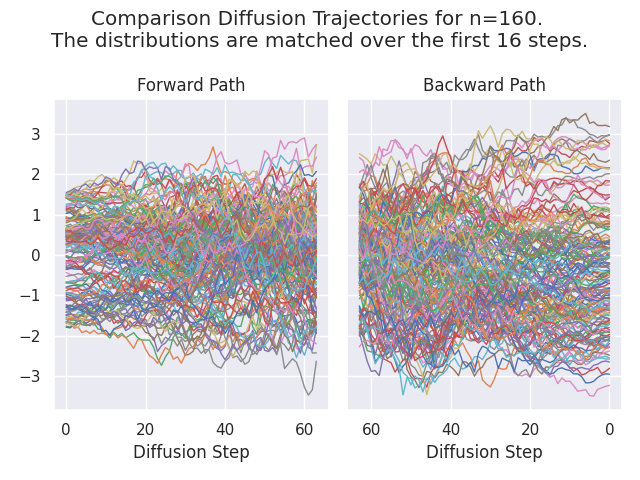 Comparison Diffusion Trajectories for n=160.
The distributions are matched over the first 16 steps.
Forward Path
Backward Path
3
2
1
0
−1
−2
−3
0 20 40 60
60 40 20 0
Diffusion Step
Diffusion Step